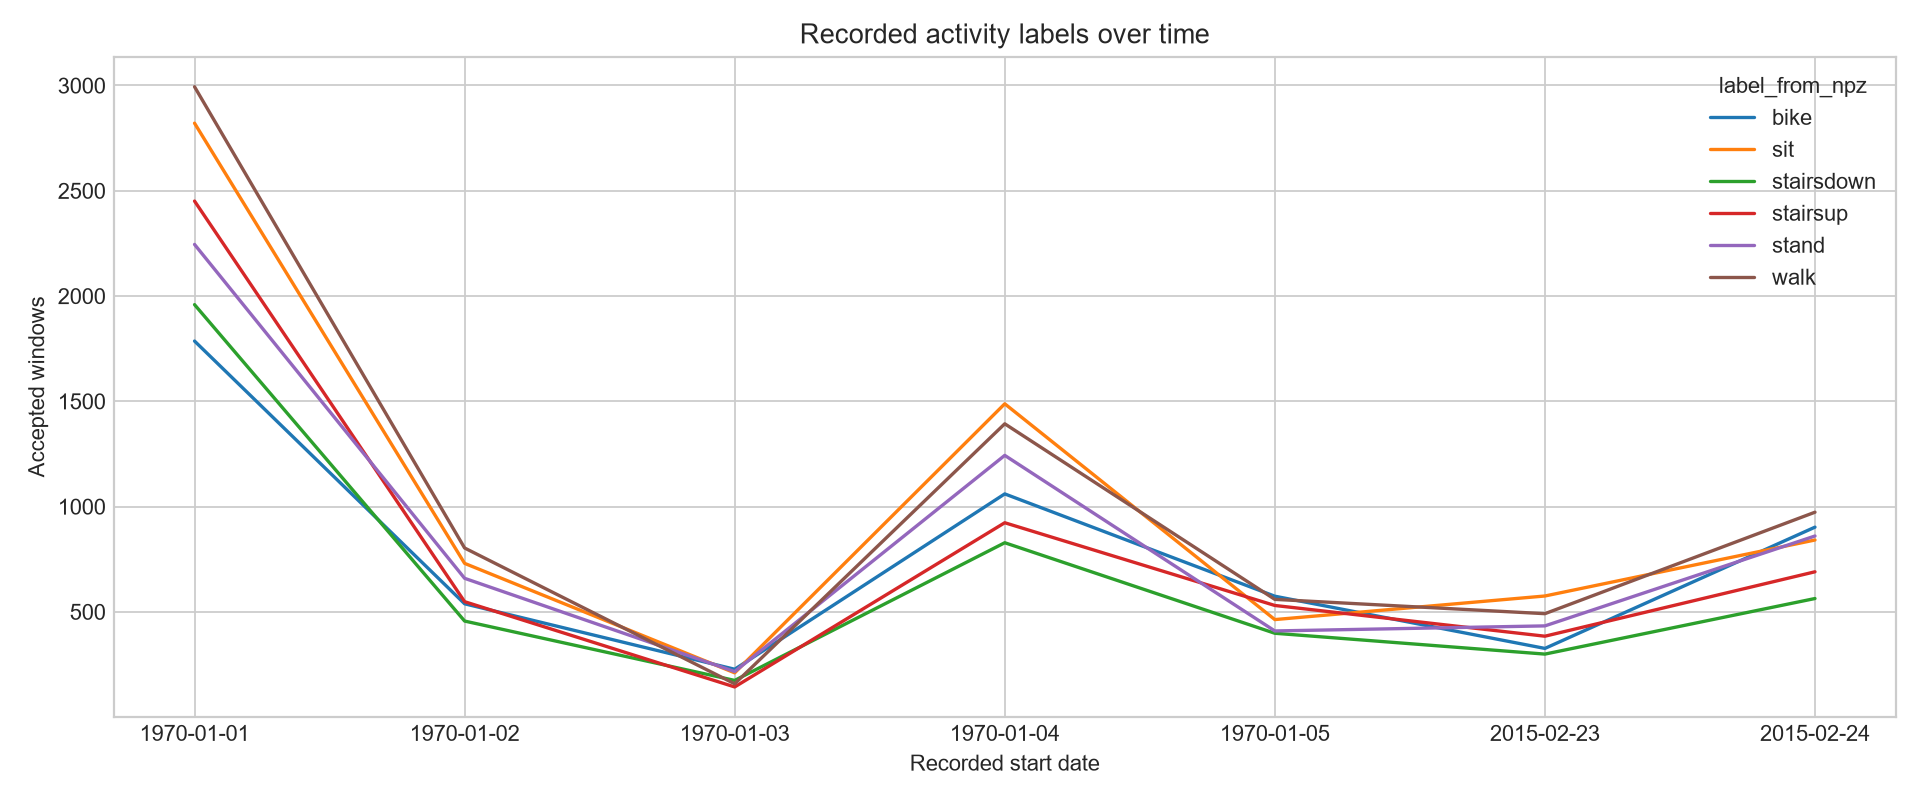 Recorded activity labels over time
3000
2500
2000
1500
1000
500
Accepted windows
label_from_npz
bike
sit
stairsdown
stairsup
stand
walk
1970-01-01
1970-01-02
1970-01-03
1970-01-04
1970-01-05
2015-02-23
2015-02-24
Recorded start date